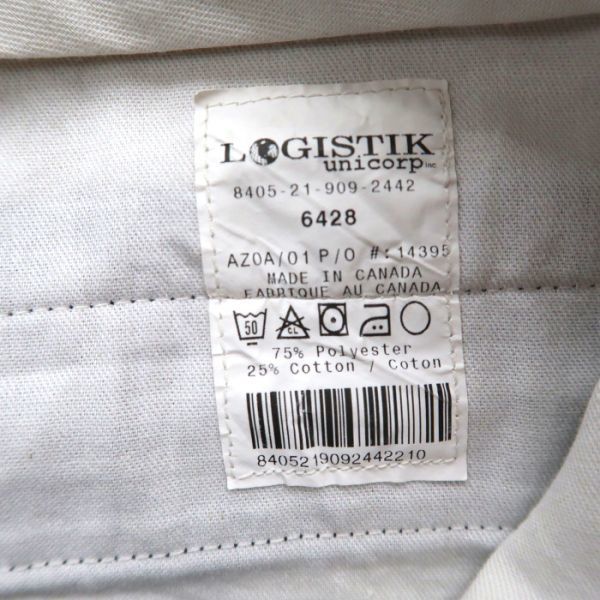 LOGISTIK
unicorp inc
8405-21-909-2442
6428
AZ0A/01 P/O #: 14395
MADE IN CANADA
FABRIQUE AU CANADA
50 CL
75% Polyester
25% Cotton / Coton
8405219092442210